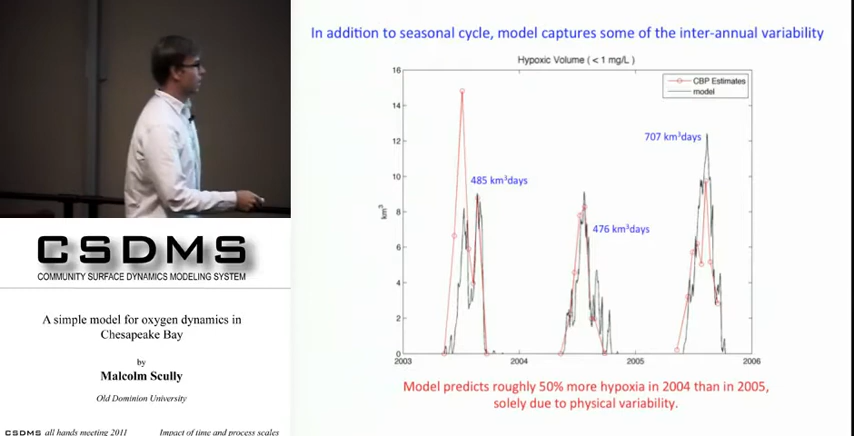 In addition to seasonal cycle, model captures some of the inter-annual variability
Hypoxic Volume ( < 1 mg/L )
16
14
12
10
8
6
4
2
0
km³
CBP Estimates
model
485 km³days
476 km³days
707 km³days
2003
2004
2005
2006
Model predicts roughly 50% more hypoxia in 2004 than in 2005,
solely due to physical variability.
CSDMS
COMMUNITY SURFACE DYNAMICS MODELING SYSTEM
A simple model for oxygen dynamics in
Chesapeake Bay
by
Malcolm Scully
Old Dominion University
CSDMS all hands meeting 2011
Impact of time and process scales